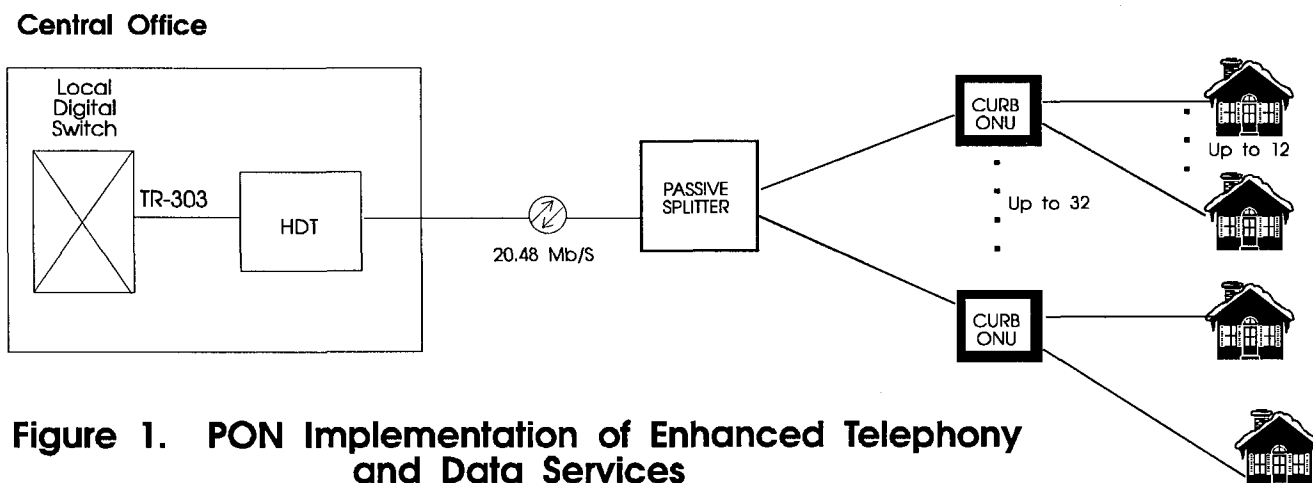 Central Office
Local
Digital
Switch
TR-303
HDT
20.48 Mb/S
PASSIVE
SPLITTER
CURB
ONU
Up to 12
Up to 32
CURB
ONU
Figure 1. PON Implementation of Enhanced Telephony
and Data Services